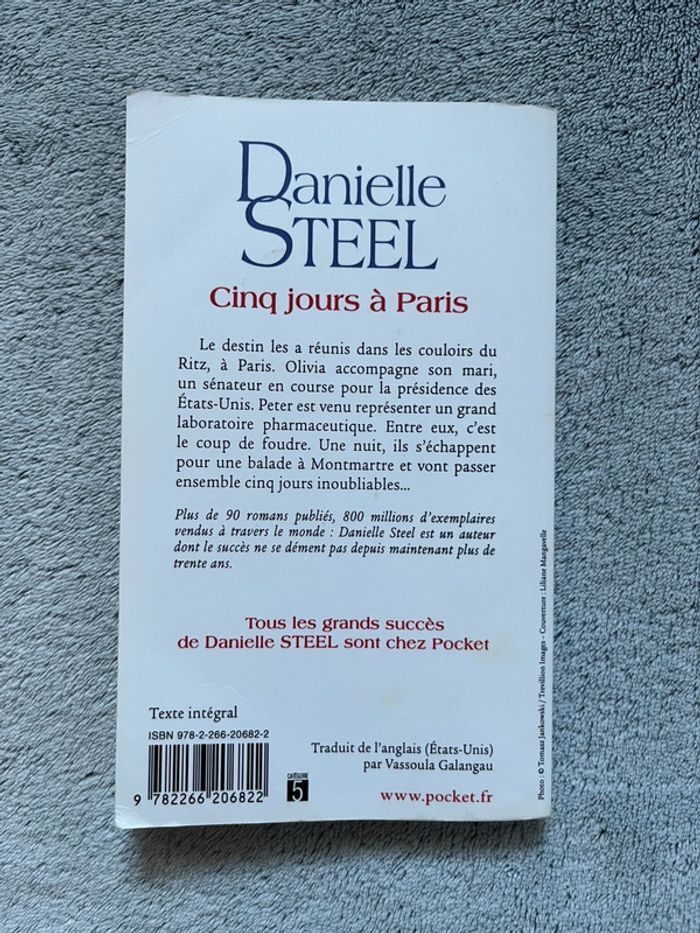 Danielle
STEEL
Cinq jours à Paris
Le destin les a réunis dans les couloirs du
Ritz, à Paris. Olivia accompagne son mari,
un sénateur en course pour la présidence des
États-Unis. Peter est venu représenter un grand
laboratoire pharmaceutique. Entre eux, c'est
le coup de foudre. Une nuit, ils s'échappent
pour une balade à Montmartre et vont passer
ensemble cinq jours inoubliables...
Plus de 90 romans publiés, 800 millions d'exemplaires
vendus à travers le monde : Danielle Steel est un auteur
dont le succès ne se dément pas depuis maintenant plus de
trente ans.
Tous les grands succès
de Danielle STEEL sont chez Pocket
Texte intégral
ISBN 978-2-266-20682-2
9 782266 206822
CATÉGORIE
5
Traduit de l'anglais (États-Unis)
par Vassoula Galangau
www.pocket.fr
Photo : © Tomasz Jankowski / Trevillion Images - Couverture : Liliane Mangavelle